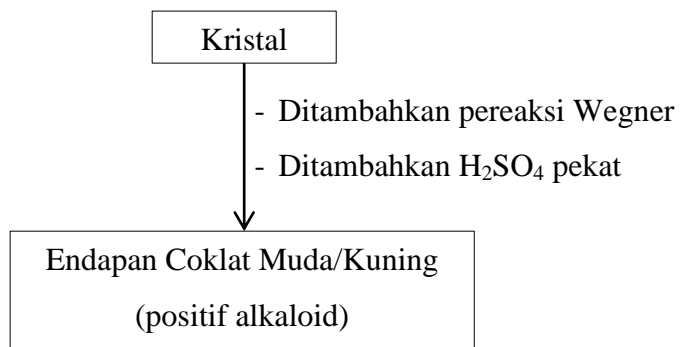 Kristal
- Ditambahkan pereaksi Wegner
- Ditambahkan H₂SO₄ pekat
Endapan Coklat Muda/Kuning
(positif alkaloid)